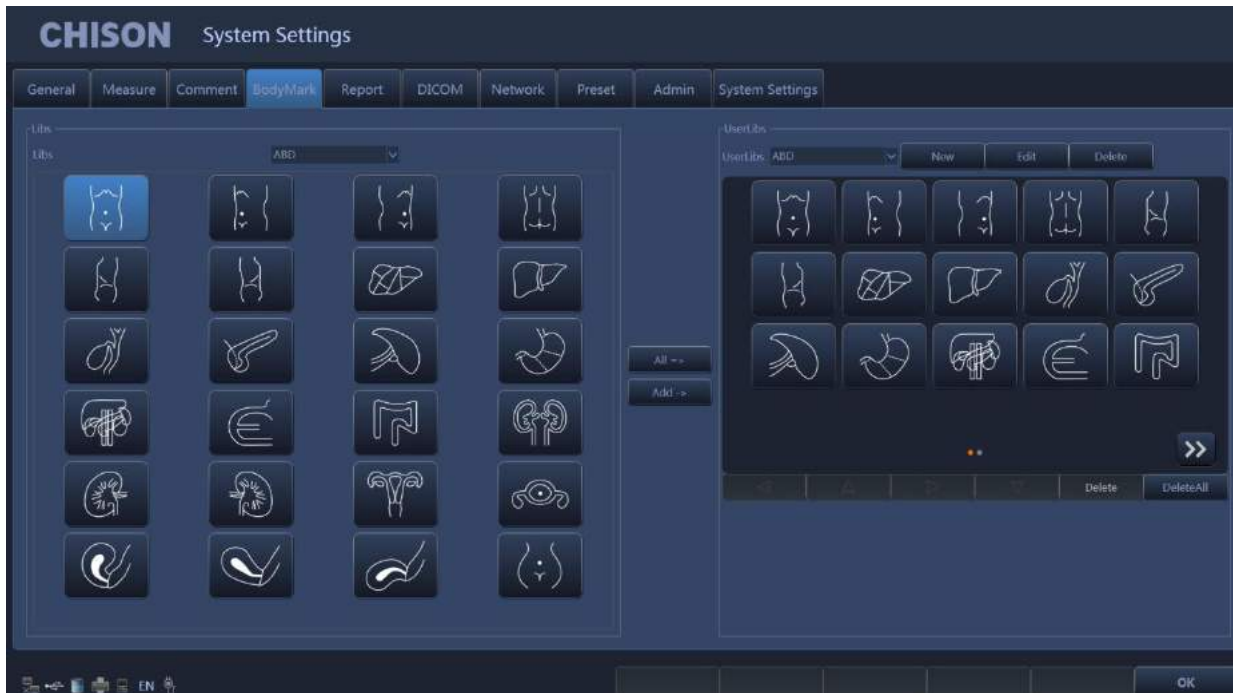 CHISON System Settings
General Measure Comment BodyMark Report DICOM Network Preset Admin System Settings
Libs
Libs ABD
UserLibs
UserLibs ABD New Edit Delete
All -->
Add ->
Delete DeleteAll
EN
OK